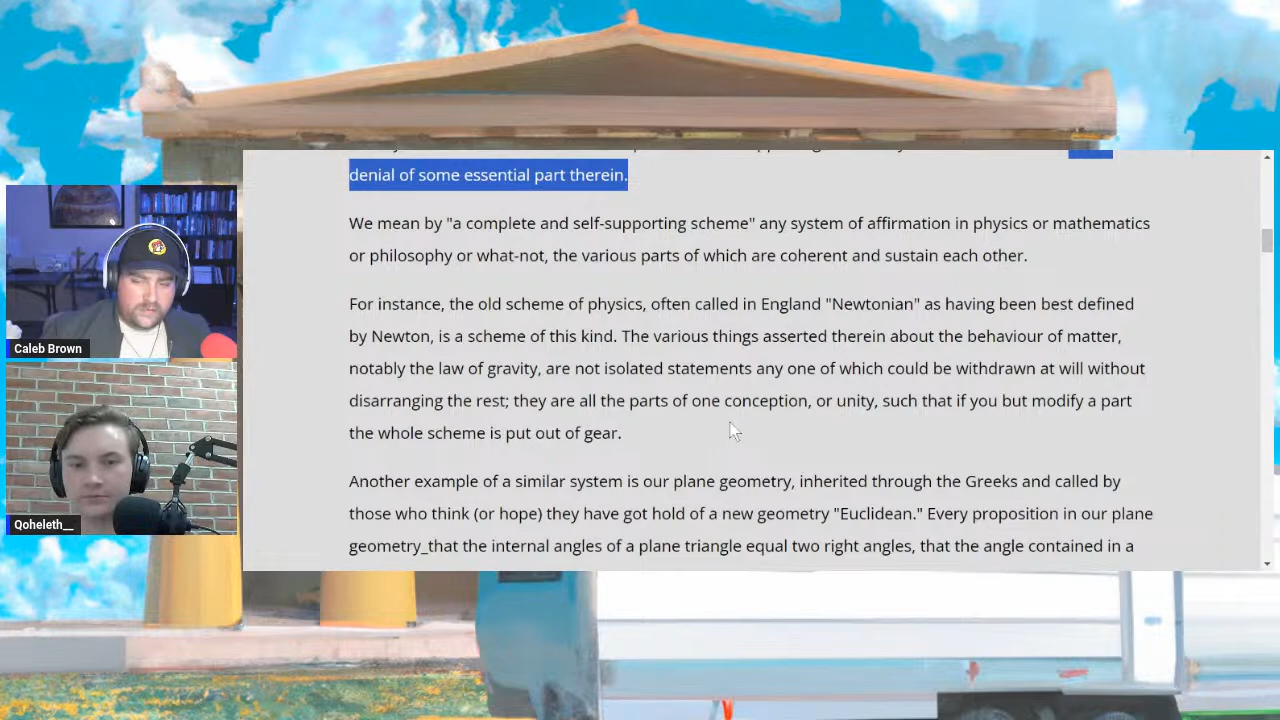 denial of some essential part therein.
We mean by "a complete and self-supporting scheme" any system of affirmation in physics or mathematics
or philosophy or what-not, the various parts of which are coherent and sustain each other.
For instance, the old scheme of physics, often called in England "Newtonian" as having been best defined
by Newton, is a scheme of this kind. The various things asserted therein about the behaviour of matter,
notably the law of gravity, are not isolated statements any one of which could be withdrawn at will without
disarranging the rest; they are all the parts of one conception, or unity, such that if you but modify a part
the whole scheme is put out of gear.
Another example of a similar system is our plane geometry, inherited through the Greeks and called by
those who think (or hope) they have got hold of a new geometry "Euclidean." Every proposition in our plane
geometry_that the internal angles of a plane triangle equal two right angles, that the angle contained in a
Caleb Brown
Qoheleth__